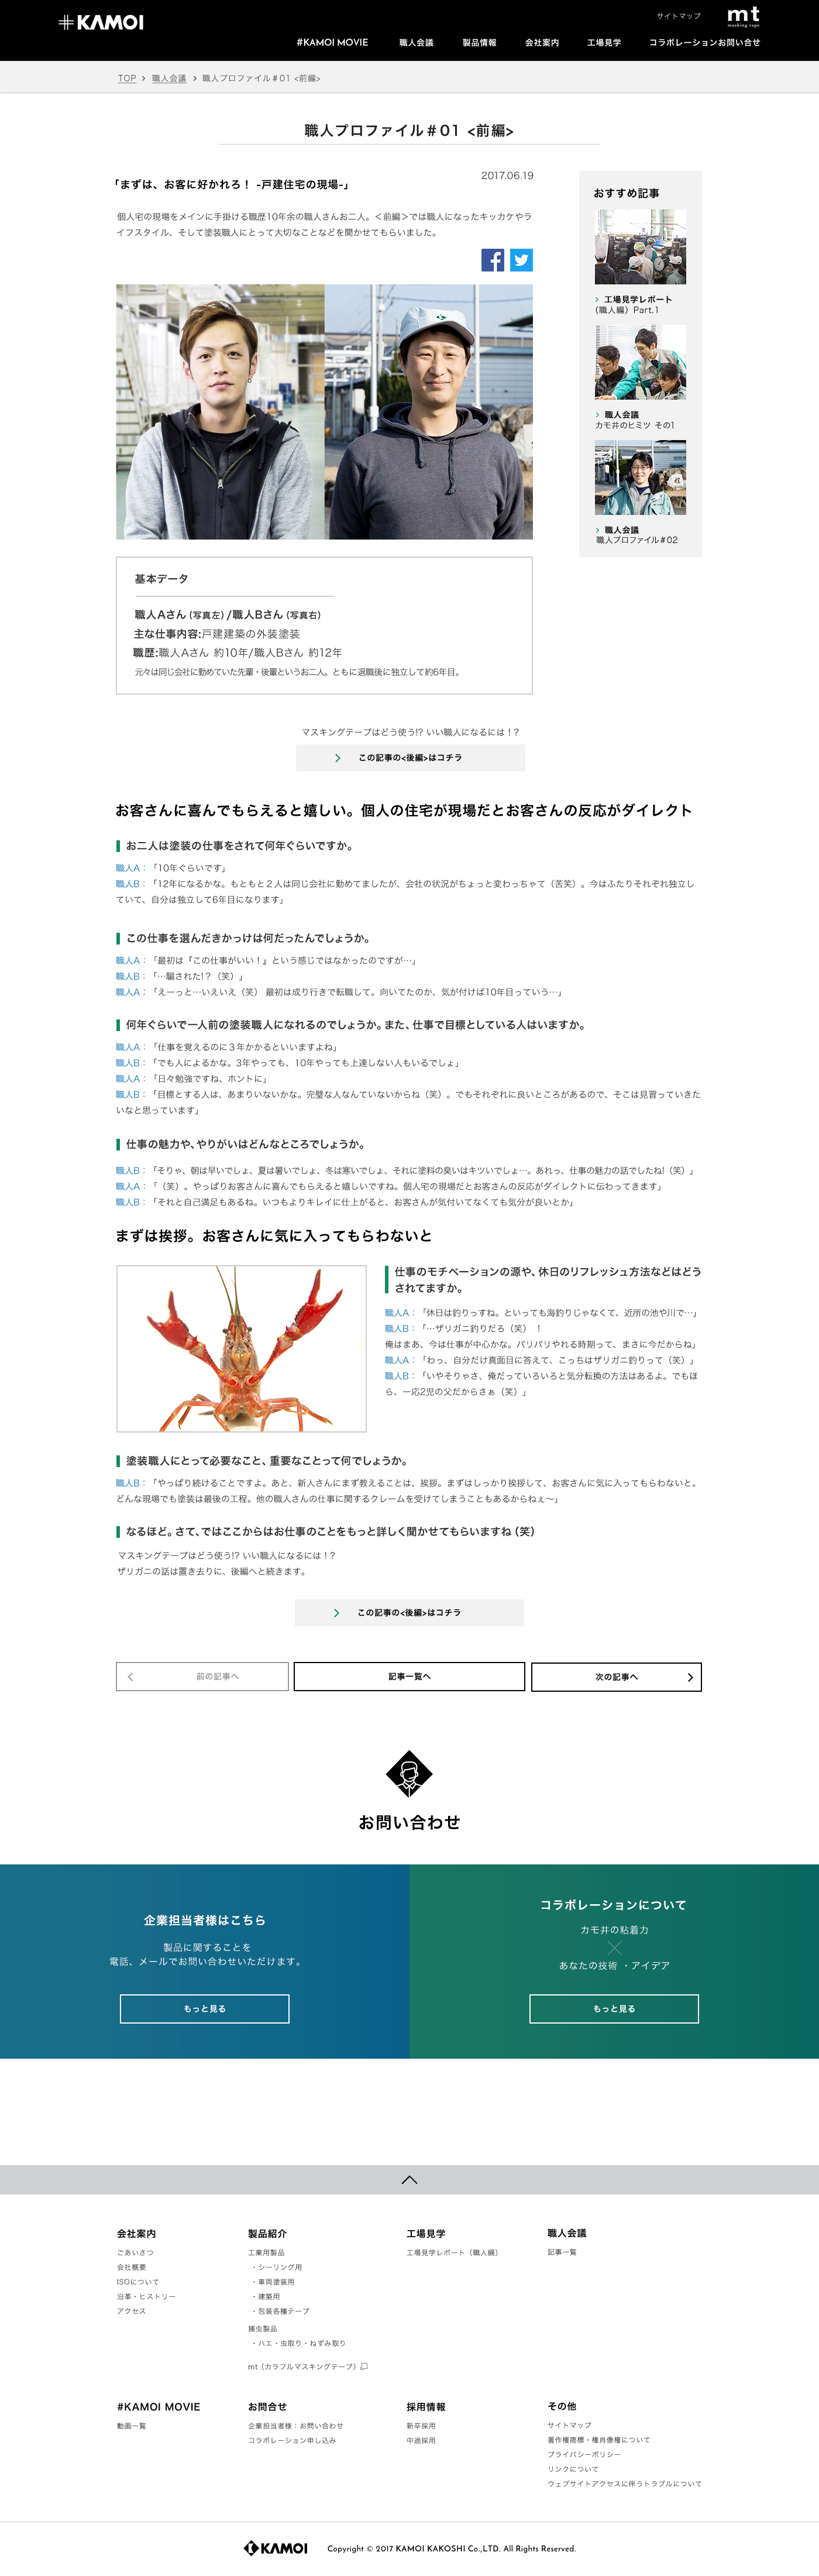 KAMOI
サイトマップ
mt
masking tape
#KAMOI MOVIE 職人会議 製品情報 会社案内 工場見学 コラボレーションお問い合せ
TOP > 職人会議 > 職人プロファイル＃01 <前編>
職人プロファイル＃01 <前編>
2017.06.19
「まずは、お客に好かれろ！ -戸建住宅の現場-」
個人宅の現場をメインに手掛ける職歴10年余の職人さんお二人。＜前編＞では職人になったキッカケやラ
イフスタイル、そして塗装職人にとって大切なことなどを聞かせてもらいました。
おすすめ記事
工場見学レポート
(職人編）Part.1
職人会議
カモ井のヒミツ その1
職人会議
職人プロファイル＃02
基本データ
職人Aさん（写真左）/職人Bさん（写真右）
主な仕事内容:戸建建築の外装塗装
職歴:職人Aさん 約10年/職人Bさん 約12年
元々は同じ会社に勤めていた先輩・後輩というお二人。ともに退職後に独立して約6年目。
マスキングテープはどう使う!? いい職人になるには！?
この記事の<後編>はコチラ
お客さんに喜んでもらえると嬉しい。個人の住宅が現場だとお客さんの反応がダイレクト
お二人は塗装の仕事をされて何年ぐらいですか。
職人A：「10年ぐらいです」
職人B：「12年になるかな。もともと２人は同じ会社に勤めてましたが、会社の状況がちょっと変わっちゃて（苦笑）。今はふたりそれぞれ独立し
ていて、自分は独立して6年目になります」
この仕事を選んだきかっけは何だったんでしょうか。
職人A：「最初は『この仕事がいい！』という感じではなかったのですが…」
職人B：「…騙された!？（笑）」
職人A：「えーっと…いえいえ（笑） 最初は成り行きで転職して。向いてたのか、気が付けば10年目っていう…」
何年ぐらいで一人前の塗装職人になれるのでしょうか。また、仕事で目標としている人はいますか。
職人A：「仕事を覚えるのに３年かかるといいますよね」
職人B：「でも人によるかな。3年やっても、10年やっても上達しない人もいるでしょ」
職人A：「日々勉強ですね、ホントに」
職人B：「目標とする人は、あまりいないかな。完璧な人なんていないからね（笑）。でもそれぞれに良いところがあるので、そこは見習っていきた
いなと思っています」
仕事の魅力や、やりがいはどんなところでしょうか。
職人B：「そりゃ、朝は早いでしょ、夏は暑いでしょ、冬は寒いでしょ、それに塗料の臭いはキツいでしょ…。あれっ、仕事の魅力の話でしたね!（笑）」
職人A：「（笑）。やっぱりお客さんに喜んでもらえると嬉しいですね。個人宅の現場だとお客さんの反応がダイレクトに伝わってきます」
職人B：「それと自己満足もあるね。いつもよりキレイに仕上がると、お客さんが気付いてなくても気分が良いとか」
まずは挨拶。お客さんに気に入ってもらわないと
仕事のモチベーションの源や、休日のリフレッシュ方法などはどう
されてますか。
職人A：「休日は釣りっすね。といっても海釣りじゃなくて、近所の池や川で…」
職人B：「…ザリガニ釣りだろ（笑）！
俺はまあ、今は仕事が中心かな。バリバリやれる時期って、まさに今だからね」
職人A：「わっ、自分だけ真面目に答えて、こっちはザリガニ釣りって（笑）」
職人B：「いやそりゃさ、俺だっていろいろと気分転換の方法はあるよ。でもほ
ら、一応2児の父だからさぁ（笑）」
塗装職人にとって必要なこと、重要なことって何でしょうか。
職人B：「やっぱり続けることですよ。あと、新人さんにまず教えることは、挨拶。まずはしっかり挨拶して、お客さんに気に入ってもらわないと。
どんな現場でも塗装は最後の工程。他の職人さんの仕事に関するクレームを受けてしまうこともあるからねぇ〜」
なるほど。さて、ではここからはお仕事のことをもっと詳しく聞かせてもらいますね（笑）
マスキングテープはどう使う!? いい職人になるには！?
ザリガニの話は置き去りに、後編へと続きます。
この記事の<後編>はコチラ
前の記事へ
記事一覧へ
次の記事へ
お問い合わせ
企業担当者様はこちら
製品に関することを
電話、メールでお問い合わせいただけます。
もっと見る
コラボレーションについて
カモ井の粘着力
あなたの技術 ・アイデア
もっと見る
会社案内
ごあいさつ
会社概要
ISOについて
沿革・ヒストリー
アクセス
製品紹介
工業用製品
・シーリング用
・車両塗装用
・建築用
・包装各種テープ
捕虫製品
・ハエ・虫取り・ねずみ取り
mt（カラフルマスキングテープ）
工場見学
工場見学レポート（職人編）
職人会議
記事一覧
#KAMOI MOVIE
動画一覧
お問合せ
企業担当者様：お問い合わせ
コラボレーション申し込み
採用情報
新卒採用
中途採用
その他
サイトマップ
著作権商標・権肖像権について
プライバシーポリシー
リンクについて
ウェブサイトアクセスに伴うトラブルについて
KAMOI
Copyright © 2017 KAMOI KAKOSHI Co.,LTD. All Rights Reserved.